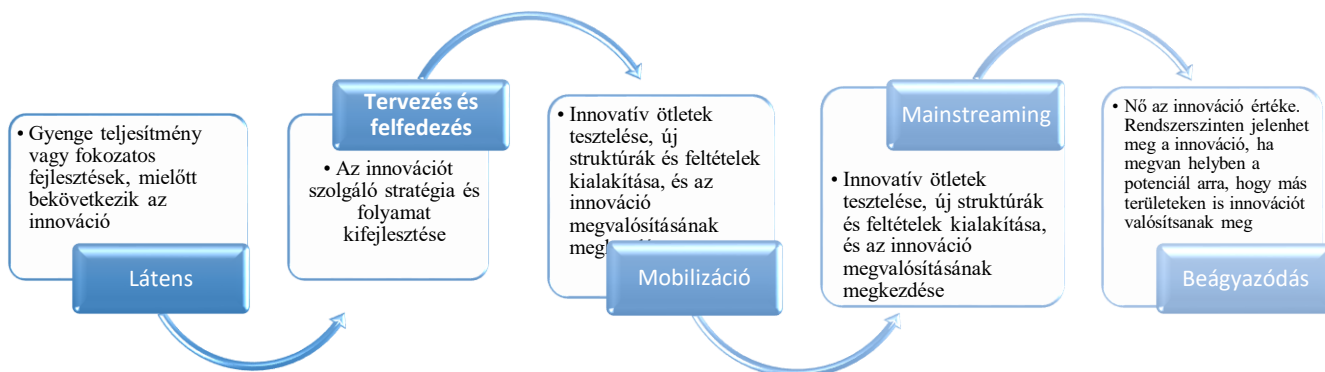 • Gyenge teljesítmény
vagy fokozatos
fejlesztések, mielőtt
bekövetkezik az
innováció
Látens
Tervezés és
felfedezés
• Az innovációt
szolgáló stratégia és
folyamat
kifejlesztése
• Innovatív ötletek
tesztelése, új
struktúrák és feltételek
kialakítása, és az
innováció
megvalósításának
Mobilizáció
Mainstreaming
• Innovatív ötletek
tesztelése, új struktúrák
és feltételek kialakítása,
és az innováció
megvalósításának
megkezdése
• Nő az innováció értéke.
Rendszerszinten jelenhet
meg a innováció, ha
megvan helyben a
potenciál arra, hogy más
területeken is innovációt
valósítsanak meg
Beágyazódás